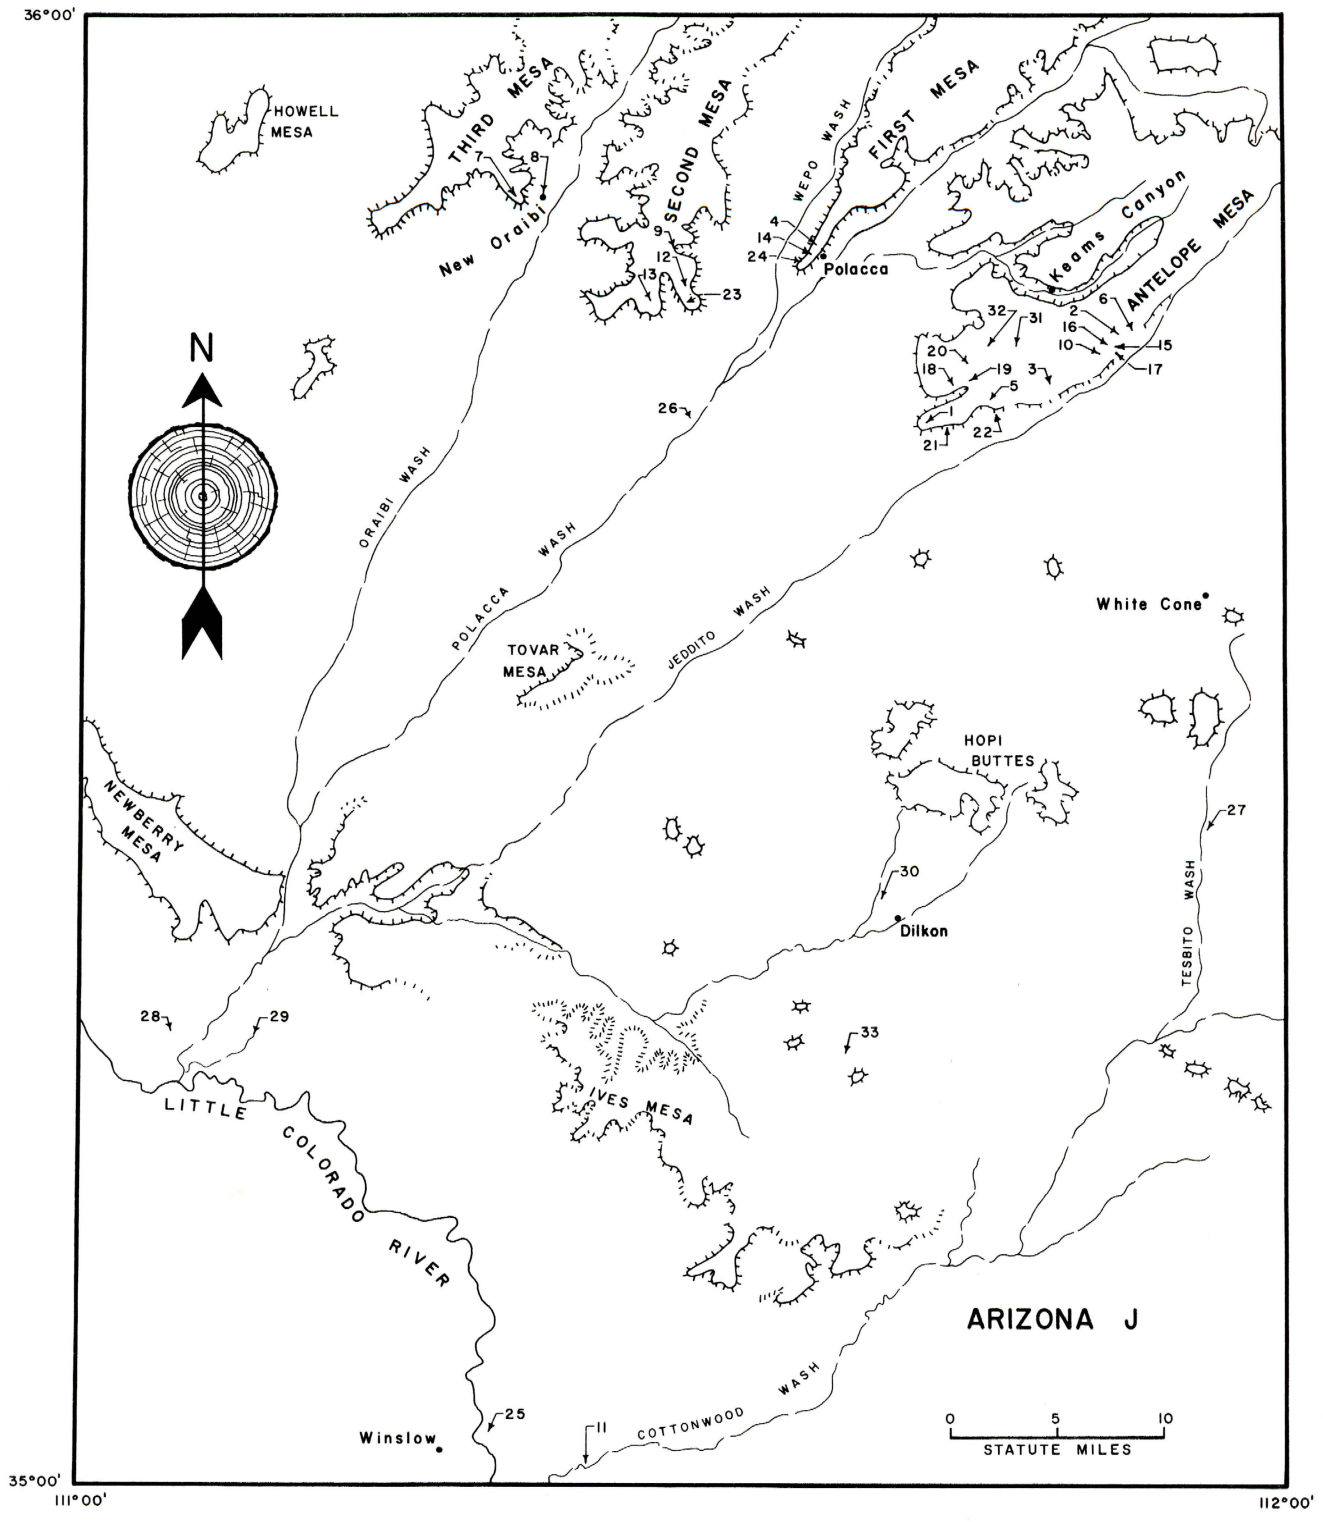 36°00'
HOWELL
MESA
THIRD MESA
7
8
New Oraibi
SECOND MESA
9
12
13
23
WEPO WASH
FIRST MESA
4
14
24
Polacca
Keams Canyon
ANTELOPE MESA
32
31
2
6
16
10
15
17
20
18
19
3
5
1
21
22
26
N
ORAIBI WASH
POLACCA WASH
JEDDITO WASH
TOVAR
MESA
White Cone
HOPI
BUTTES
NEWBERRY
MESA
27
30
Dilkon
TESBITO WASH
28
29
33
IVES MESA
LITTLE COLORADO RIVER
ARIZONA J
25
Winslow
11
COTTONWOOD WASH
0 5 10
STATUTE MILES
35°00'
111°00'
112°00'